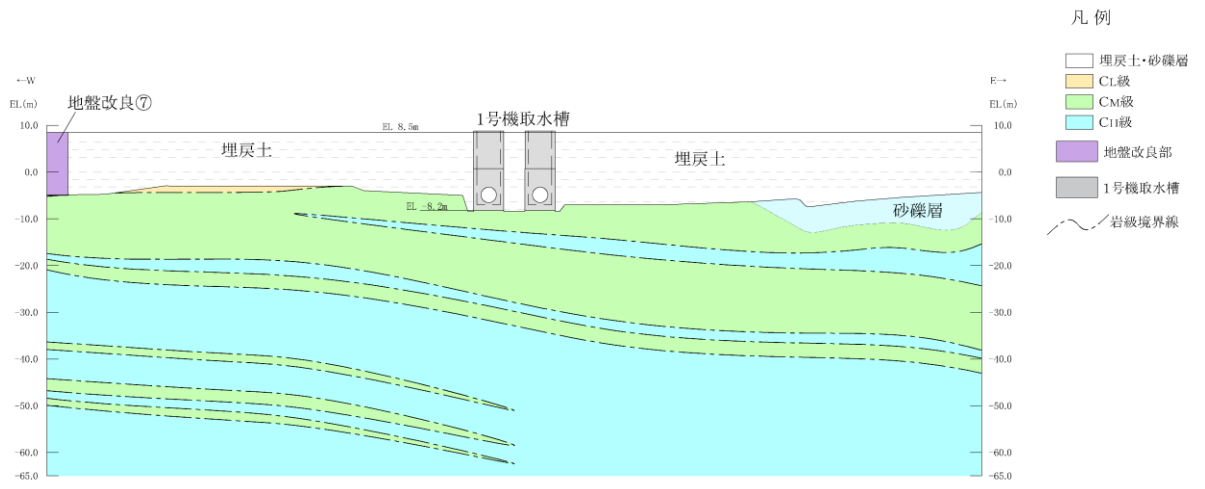 凡 例
埋戻土・砂礫層
CL級
CM級
CH級
地盤改良部
1号機取水槽
岩級境界線
←W
E→
EL(m)
地盤改良⑦
1号機取水槽
EL(m)
10.0
EL 8.5m
10.0
埋戻土
埋戻土
0.0
0.0
EL -8.2m
砂礫層
-10.0
-10.0
-20.0
-20.0
-30.0
-30.0
-40.0
-40.0
-50.0
-50.0
-60.0
-60.0
-65.0
-65.0